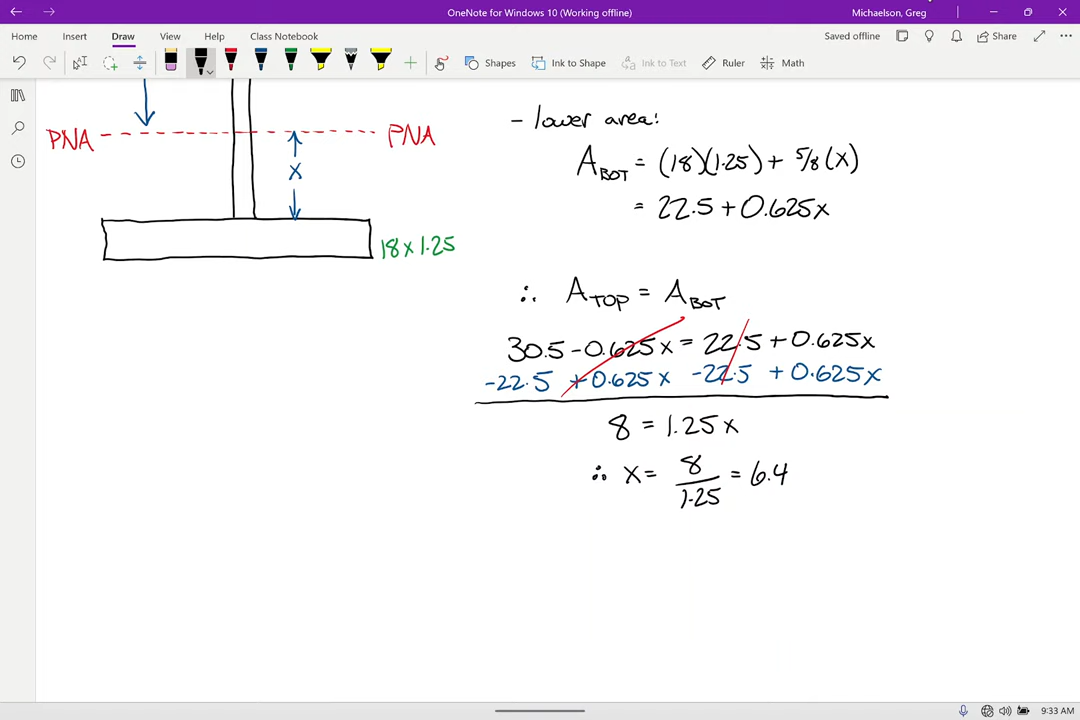 OneNote for Windows 10 (Working offline)
Michaelson, Greg
Home Insert Draw View Help Class Notebook
Saved offline Share
Shapes Ink to Shape Ink to Text Ruler Math
- lower area:
PNA PNA
A_BOT = (18)(1.25) + 5/8 (x)
x
= 22.5 + 0.625x
18 x 1.25
∴ A_TOP = A_BOT
30.5 - 0.625x = 22.5 + 0.625x
-22.5 + 0.625x -22.5 + 0.625x
8 = 1.25x
∴ x = 8/1.25 = 6.4
9:33 AM